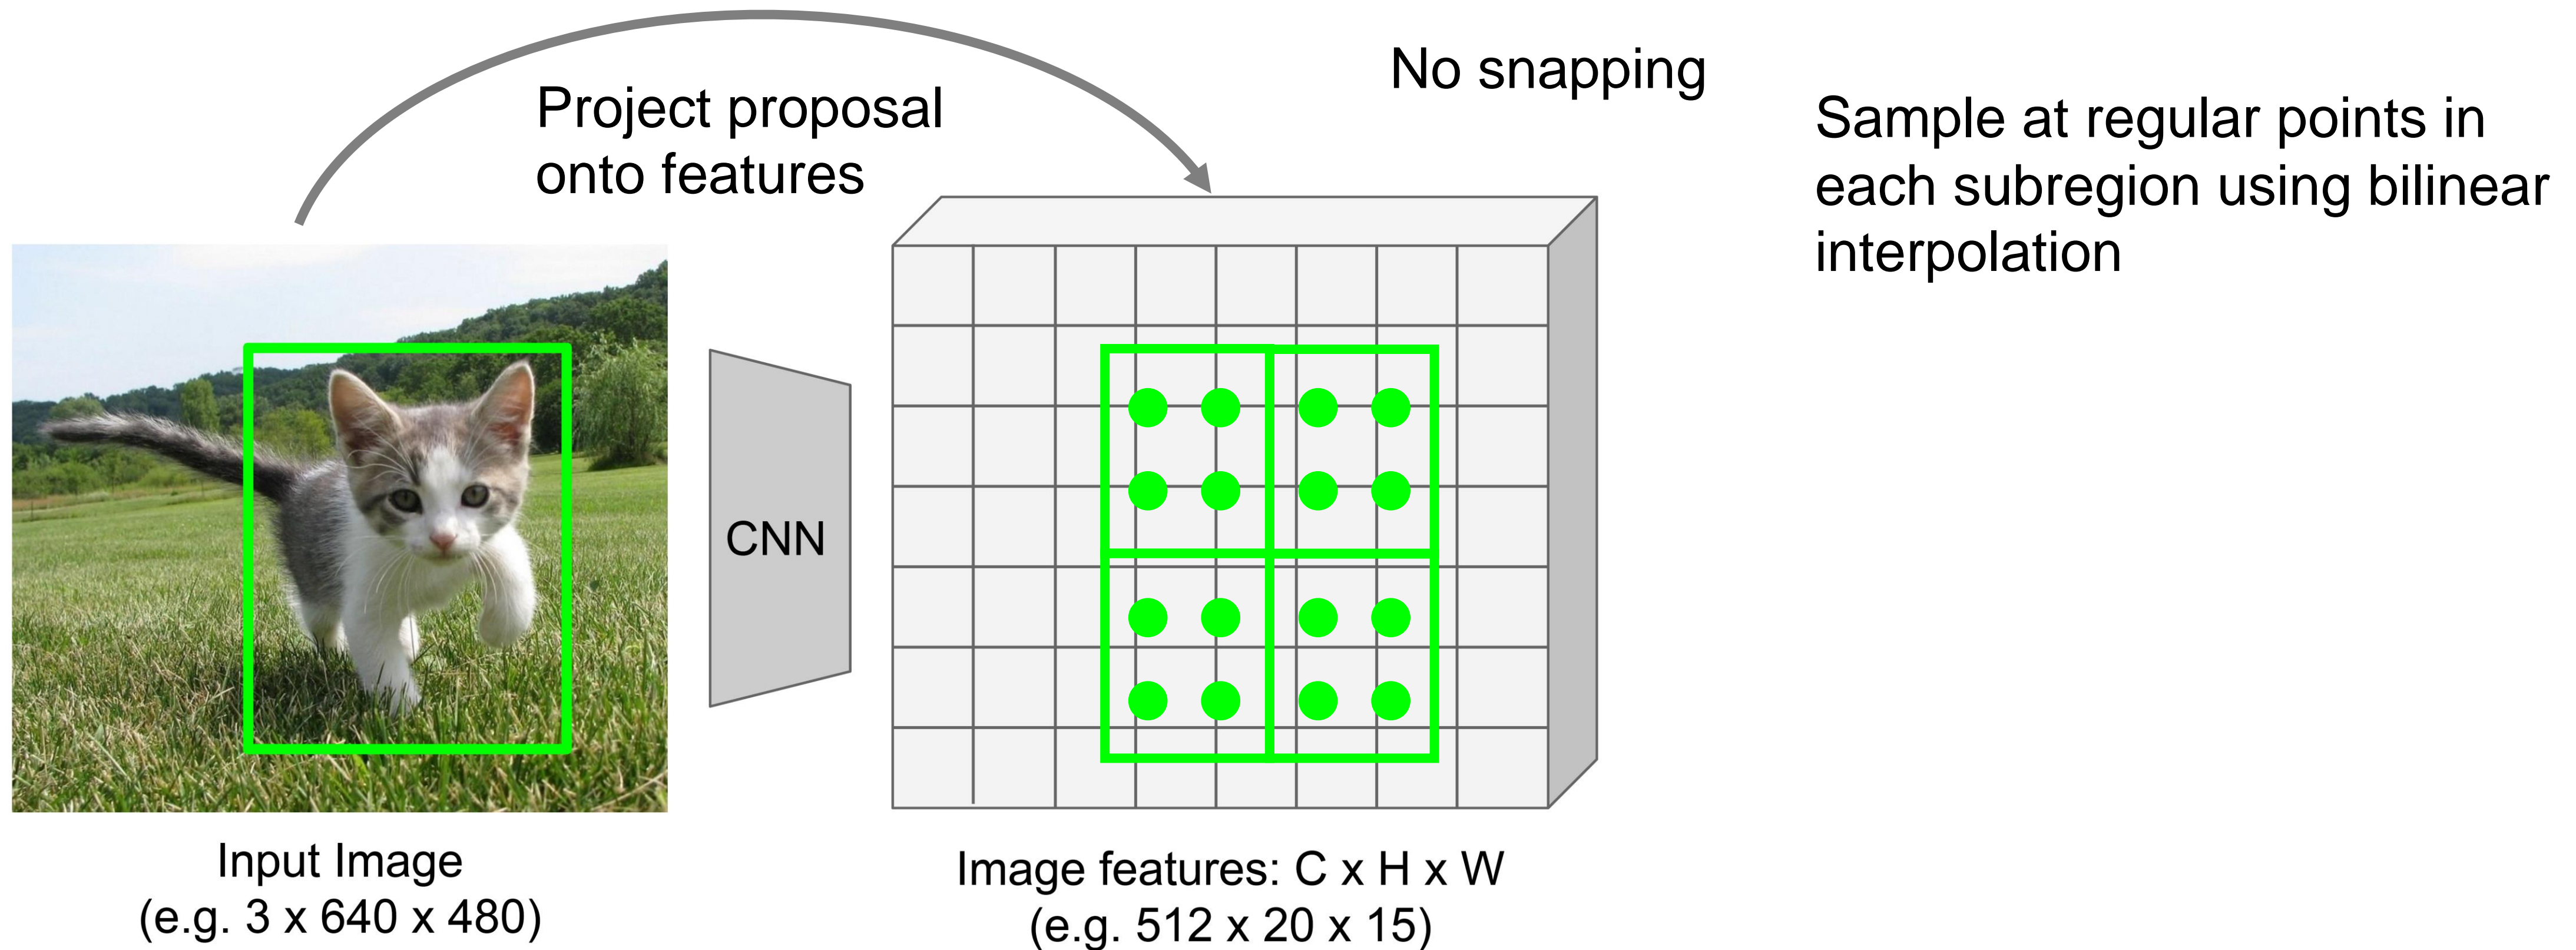 Project proposal
onto features
No snapping
Sample at regular points in
each subregion using bilinear
interpolation
CNN
Input Image
(e.g. 3 x 640 x 480)
Image features: C x H x W
(e.g. 512 x 20 x 15)